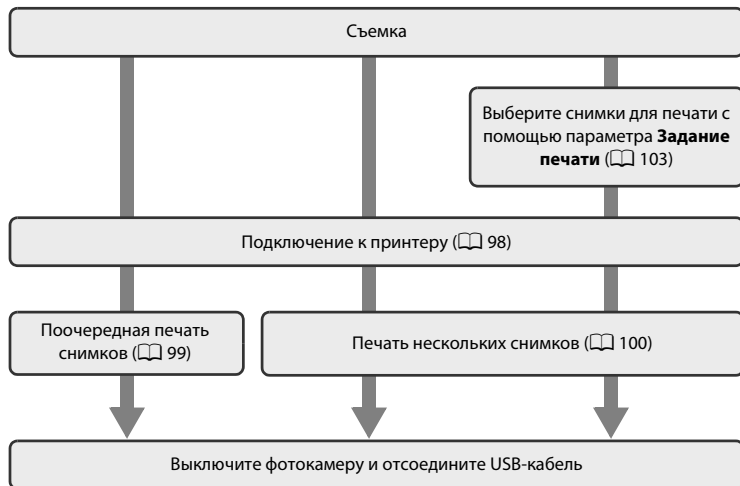 Съемка
Выберите снимки для печати с
помощью параметра Задание
печати (📖 103)
Подключение к принтеру (📖 98)
Поочередная печать
снимков (📖 99)
Печать нескольких снимков (📖 100)
Выключите фотокамеру и отсоедините USB-кабель